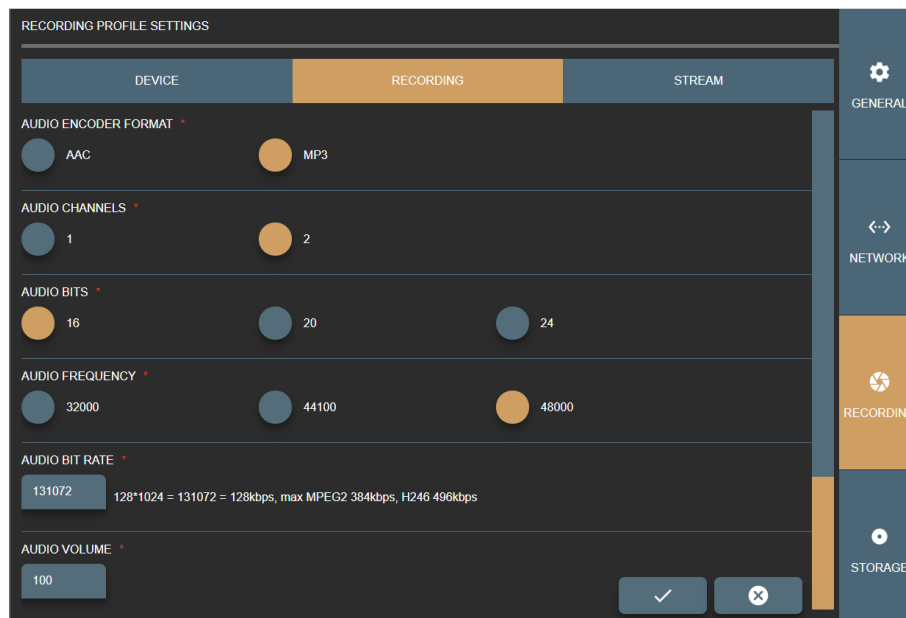 RECORDING PROFILE SETTINGS
DEVICE RECORDING STREAM
AUDIO ENCODER FORMAT *
AAC MP3
AUDIO CHANNELS *
1 2
AUDIO BITS *
16 20 24
AUDIO FREQUENCY *
32000 44100 48000
AUDIO BIT RATE *
131072 128*1024 = 131072 = 128kbps, max MPEG2 384kbps, H246 496kbps
AUDIO VOLUME *
100
GENERAL
NETWORK
RECORDIN
STORAGE